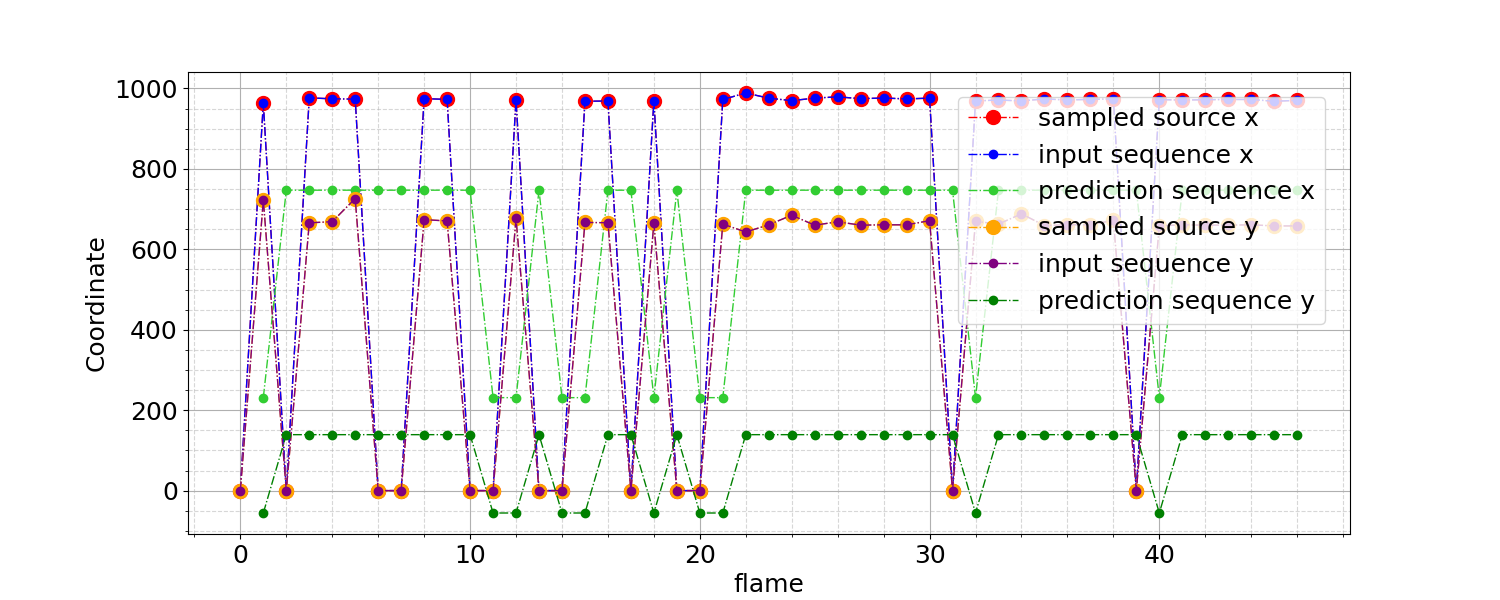 1000
800
600
400
200
0
Coordinate
sampled source x
input sequence x
prediction sequence x
sampled source y
input sequence y
prediction sequence y
0 10 20 30 40
flame